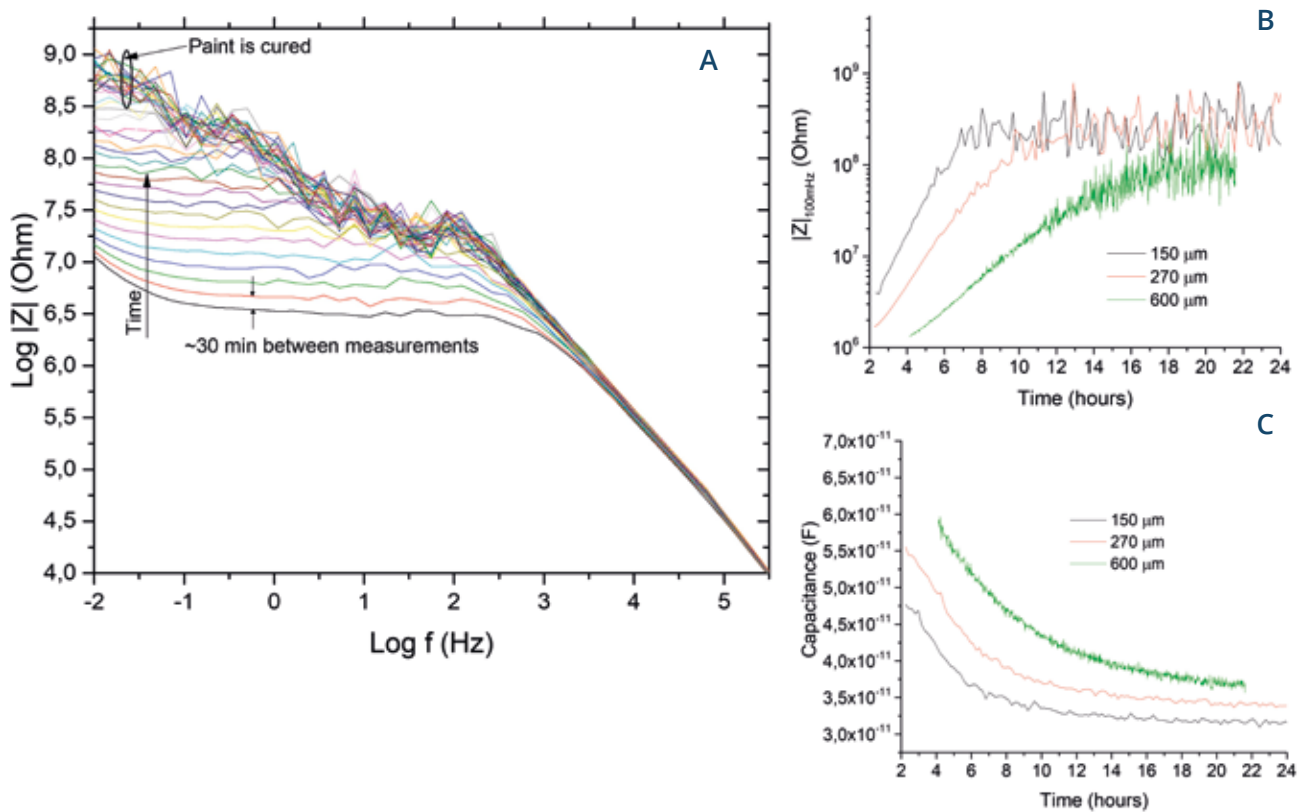 A
Paint is cured
9,0
8,5
8,0
7,5
7,0
6,5
6,0
5,5
5,0
4,5
4,0
Log |Z| (Ohm)
Time
~30 min between measurements
-2 -1 0 1 2 3 4 5
Log f (Hz)
B
10⁹
10⁸
10⁷
10⁶
|Z|100mHz (Ohm)
150 μm
270 μm
600 μm
2 4 6 8 10 12 14 16 18 20 22 24
Time (hours)
C
7,0x10⁻¹¹
6,5x10⁻¹¹
6,0x10⁻¹¹
5,5x10⁻¹¹
5,0x10⁻¹¹
4,5x10⁻¹¹
4,0x10⁻¹¹
3,5x10⁻¹¹
3,0x10⁻¹¹
Capacitance (F)
150 μm
270 μm
600 μm
2 4 6 8 10 12 14 16 18 20 22 24
Time (hours)